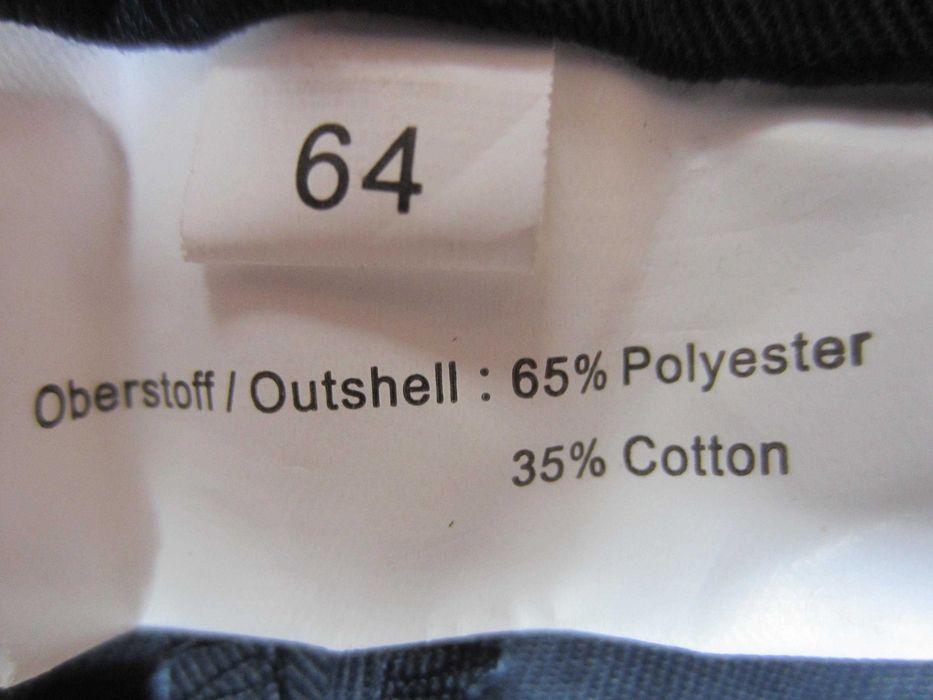 64
Oberstoff / Outshell : 65% Polyester
35% Cotton